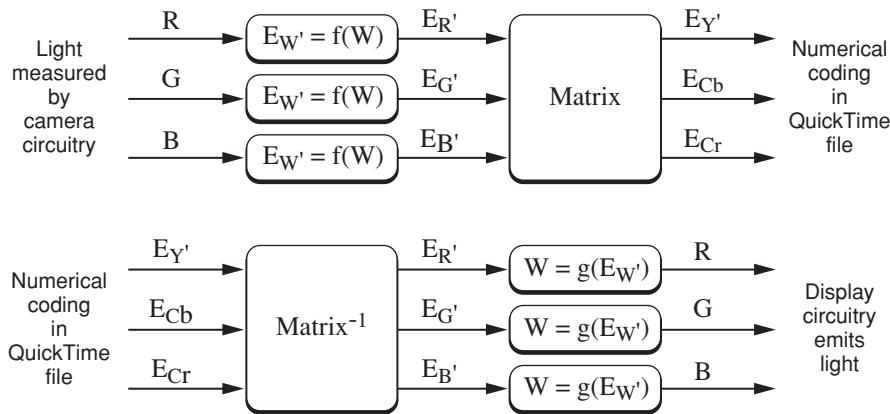 Light
measured
by
camera
circuitry
R
G
B
E_W' = f(W)
E_W' = f(W)
E_W' = f(W)
E_R'
E_G'
E_B'
Matrix
E_Y'
E_Cb
E_Cr
Numerical
coding
in
QuickTime
file
Numerical
coding
in
QuickTime
file
E_Y'
E_Cb
E_Cr
Matrix^-1
E_R'
E_G'
E_B'
W = g(E_W')
W = g(E_W')
W = g(E_W')
R
G
B
Display
circuitry
emits
light